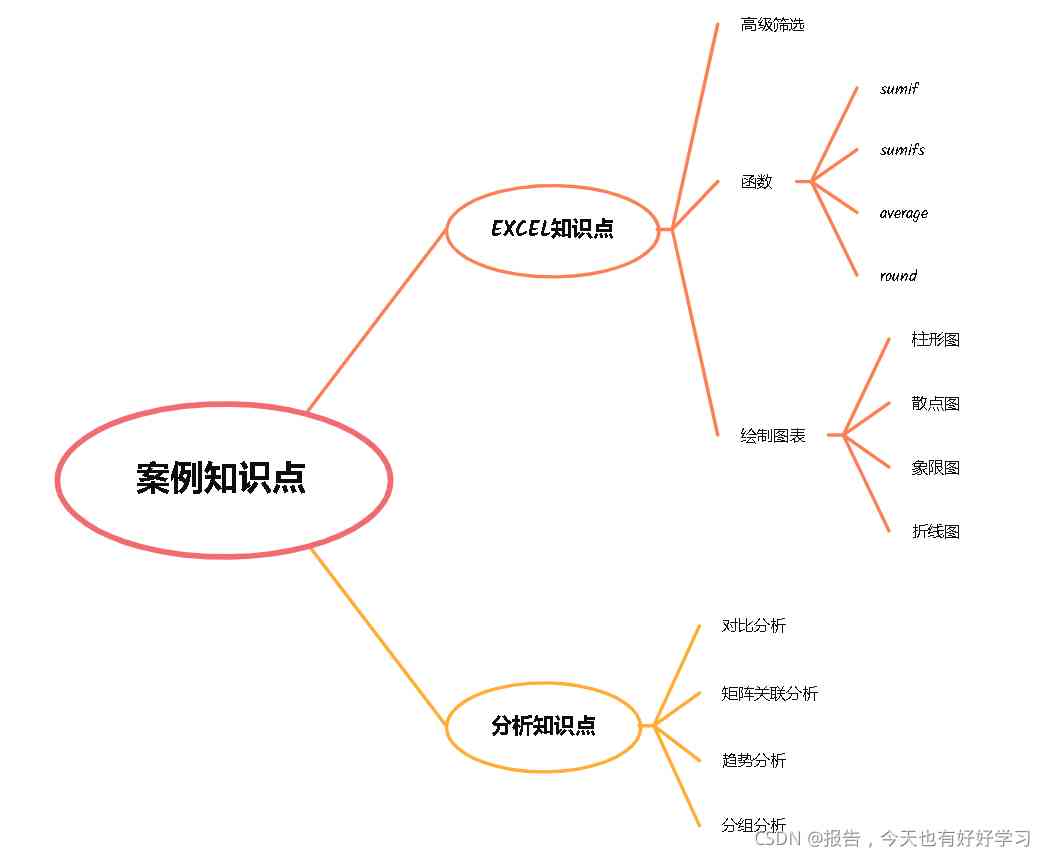 案例知识点
EXCEL知识点
高级筛选
函数
sumif
sumifs
average
round
绘制图表
柱形图
散点图
象限图
折线图
分析知识点
对比分析
矩阵关联分析
趋势分析
分组分析
CSDN @报告，今天也有好好学习